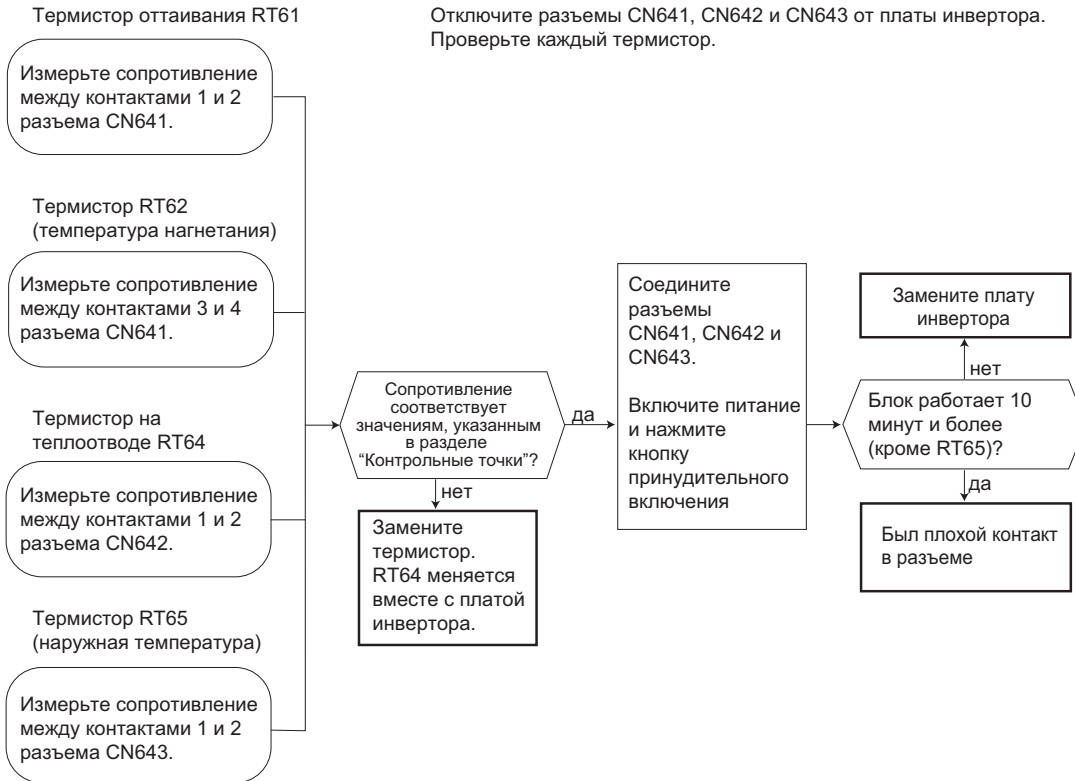 Термистор оттаивания RT61
Отключите разъемы CN641, CN642 и CN643 от платы инвертора.
Проверьте каждый термистор.
Измерьте сопротивление
между контактами 1 и 2
разъема CN641.
Термистор RT62
(температура нагнетания)
Измерьте сопротивление
между контактами 3 и 4
разъема CN641.
Термистор на
теплоотводе RT64
Измерьте сопротивление
между контактами 1 и 2
разъема CN642.
Термистор RT65
(наружная температура)
Измерьте сопротивление
между контактами 1 и 2
разъема CN643.
Сопротивление
соответствует
значениям, указанным
в разделе
“Контрольные точки”?
да
нет
Замените
термистор.
RT64 меняется
вместе с платой
инвертора.
Соедините
разъемы
CN641, CN642 и
CN643.
Включите питание
и нажмите
кнопку
принудительного
включения
Замените плату
инвертора
нет
Блок работает 10
минут и более
(кроме RT65)?
да
Был плохой контакт
в разъеме